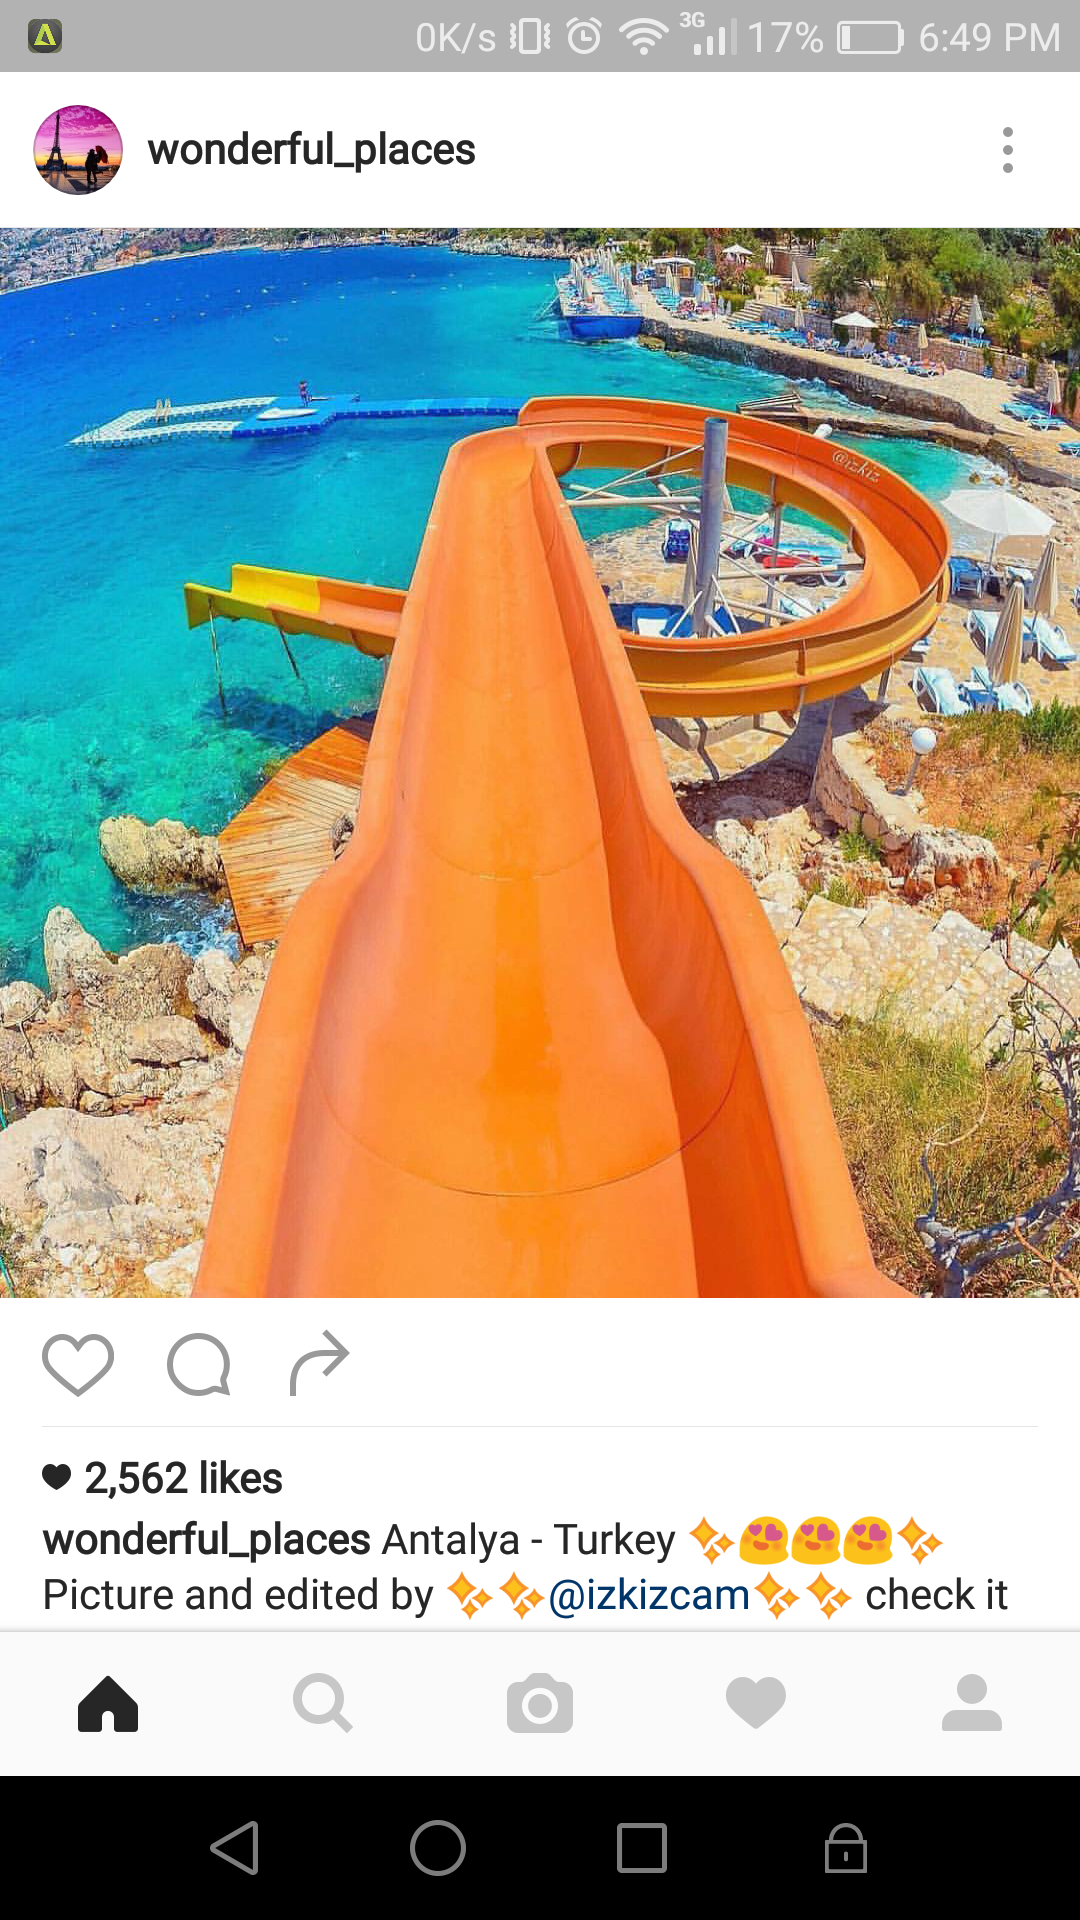 0K/s 3G 17% 6:49 PM
wonderful_places
@izkiz
2,562 likes
wonderful_places Antalya - Turkey ✨😍😍😍✨
Picture and edited by ✨✨@izkizcam✨✨ check it